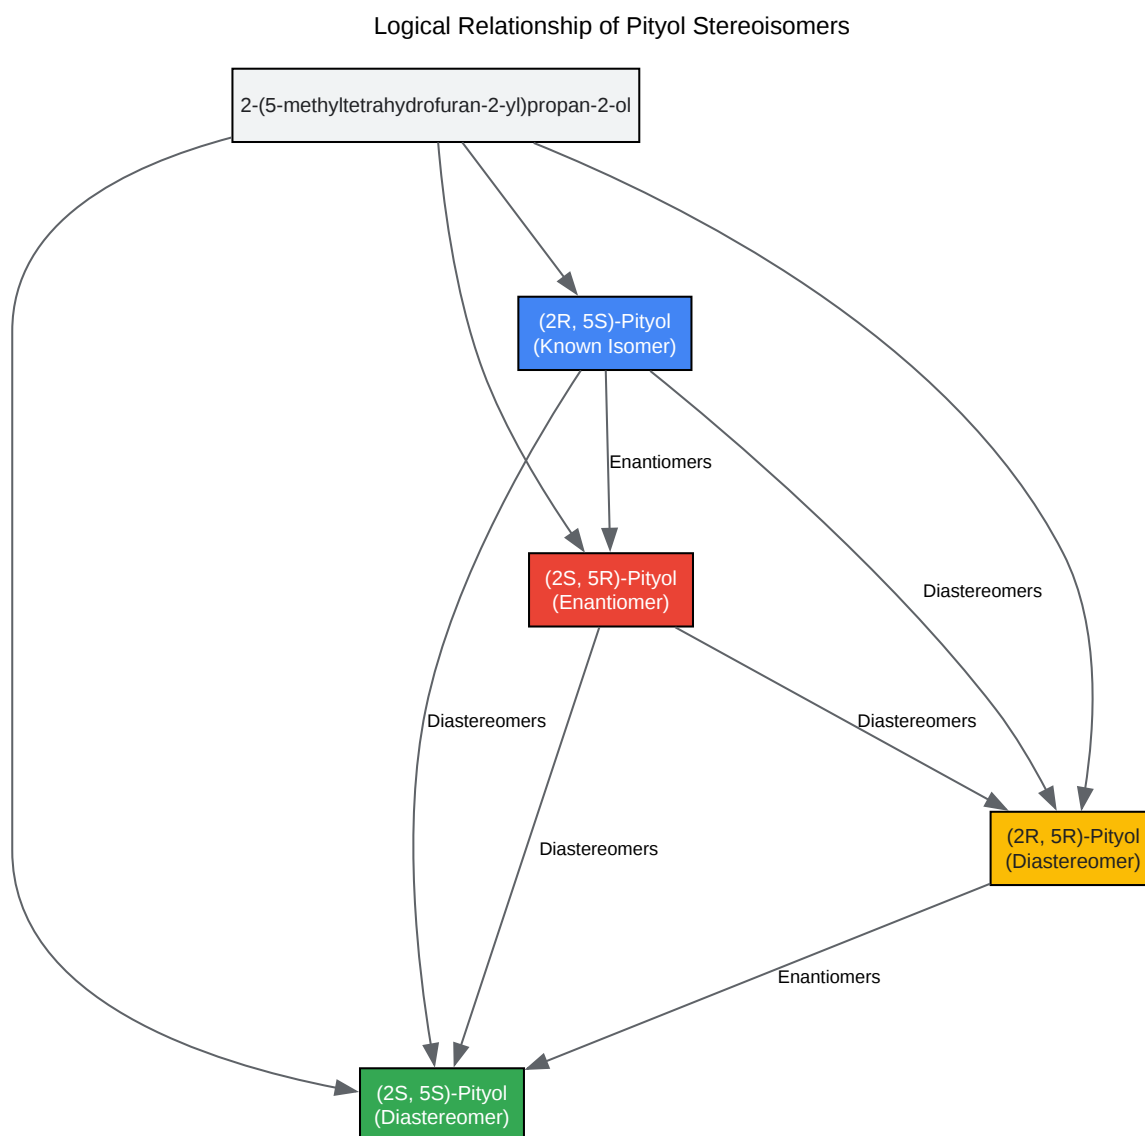 Logical Relationship of Pityol Stereoisomers
2-(5-methyltetrahydrofuran-2-yl)propan-2-ol
(2R, 5S)-Pityol
(Known Isomer)
Enantiomers
(2S, 5R)-Pityol
(Enantiomer)
Diastereomers
Diastereomers
Diastereomers
Diastereomers
(2R, 5R)-Pityol
(Diastereomer)
Enantiomers
(2S, 5S)-Pityol
(Diastereomer)